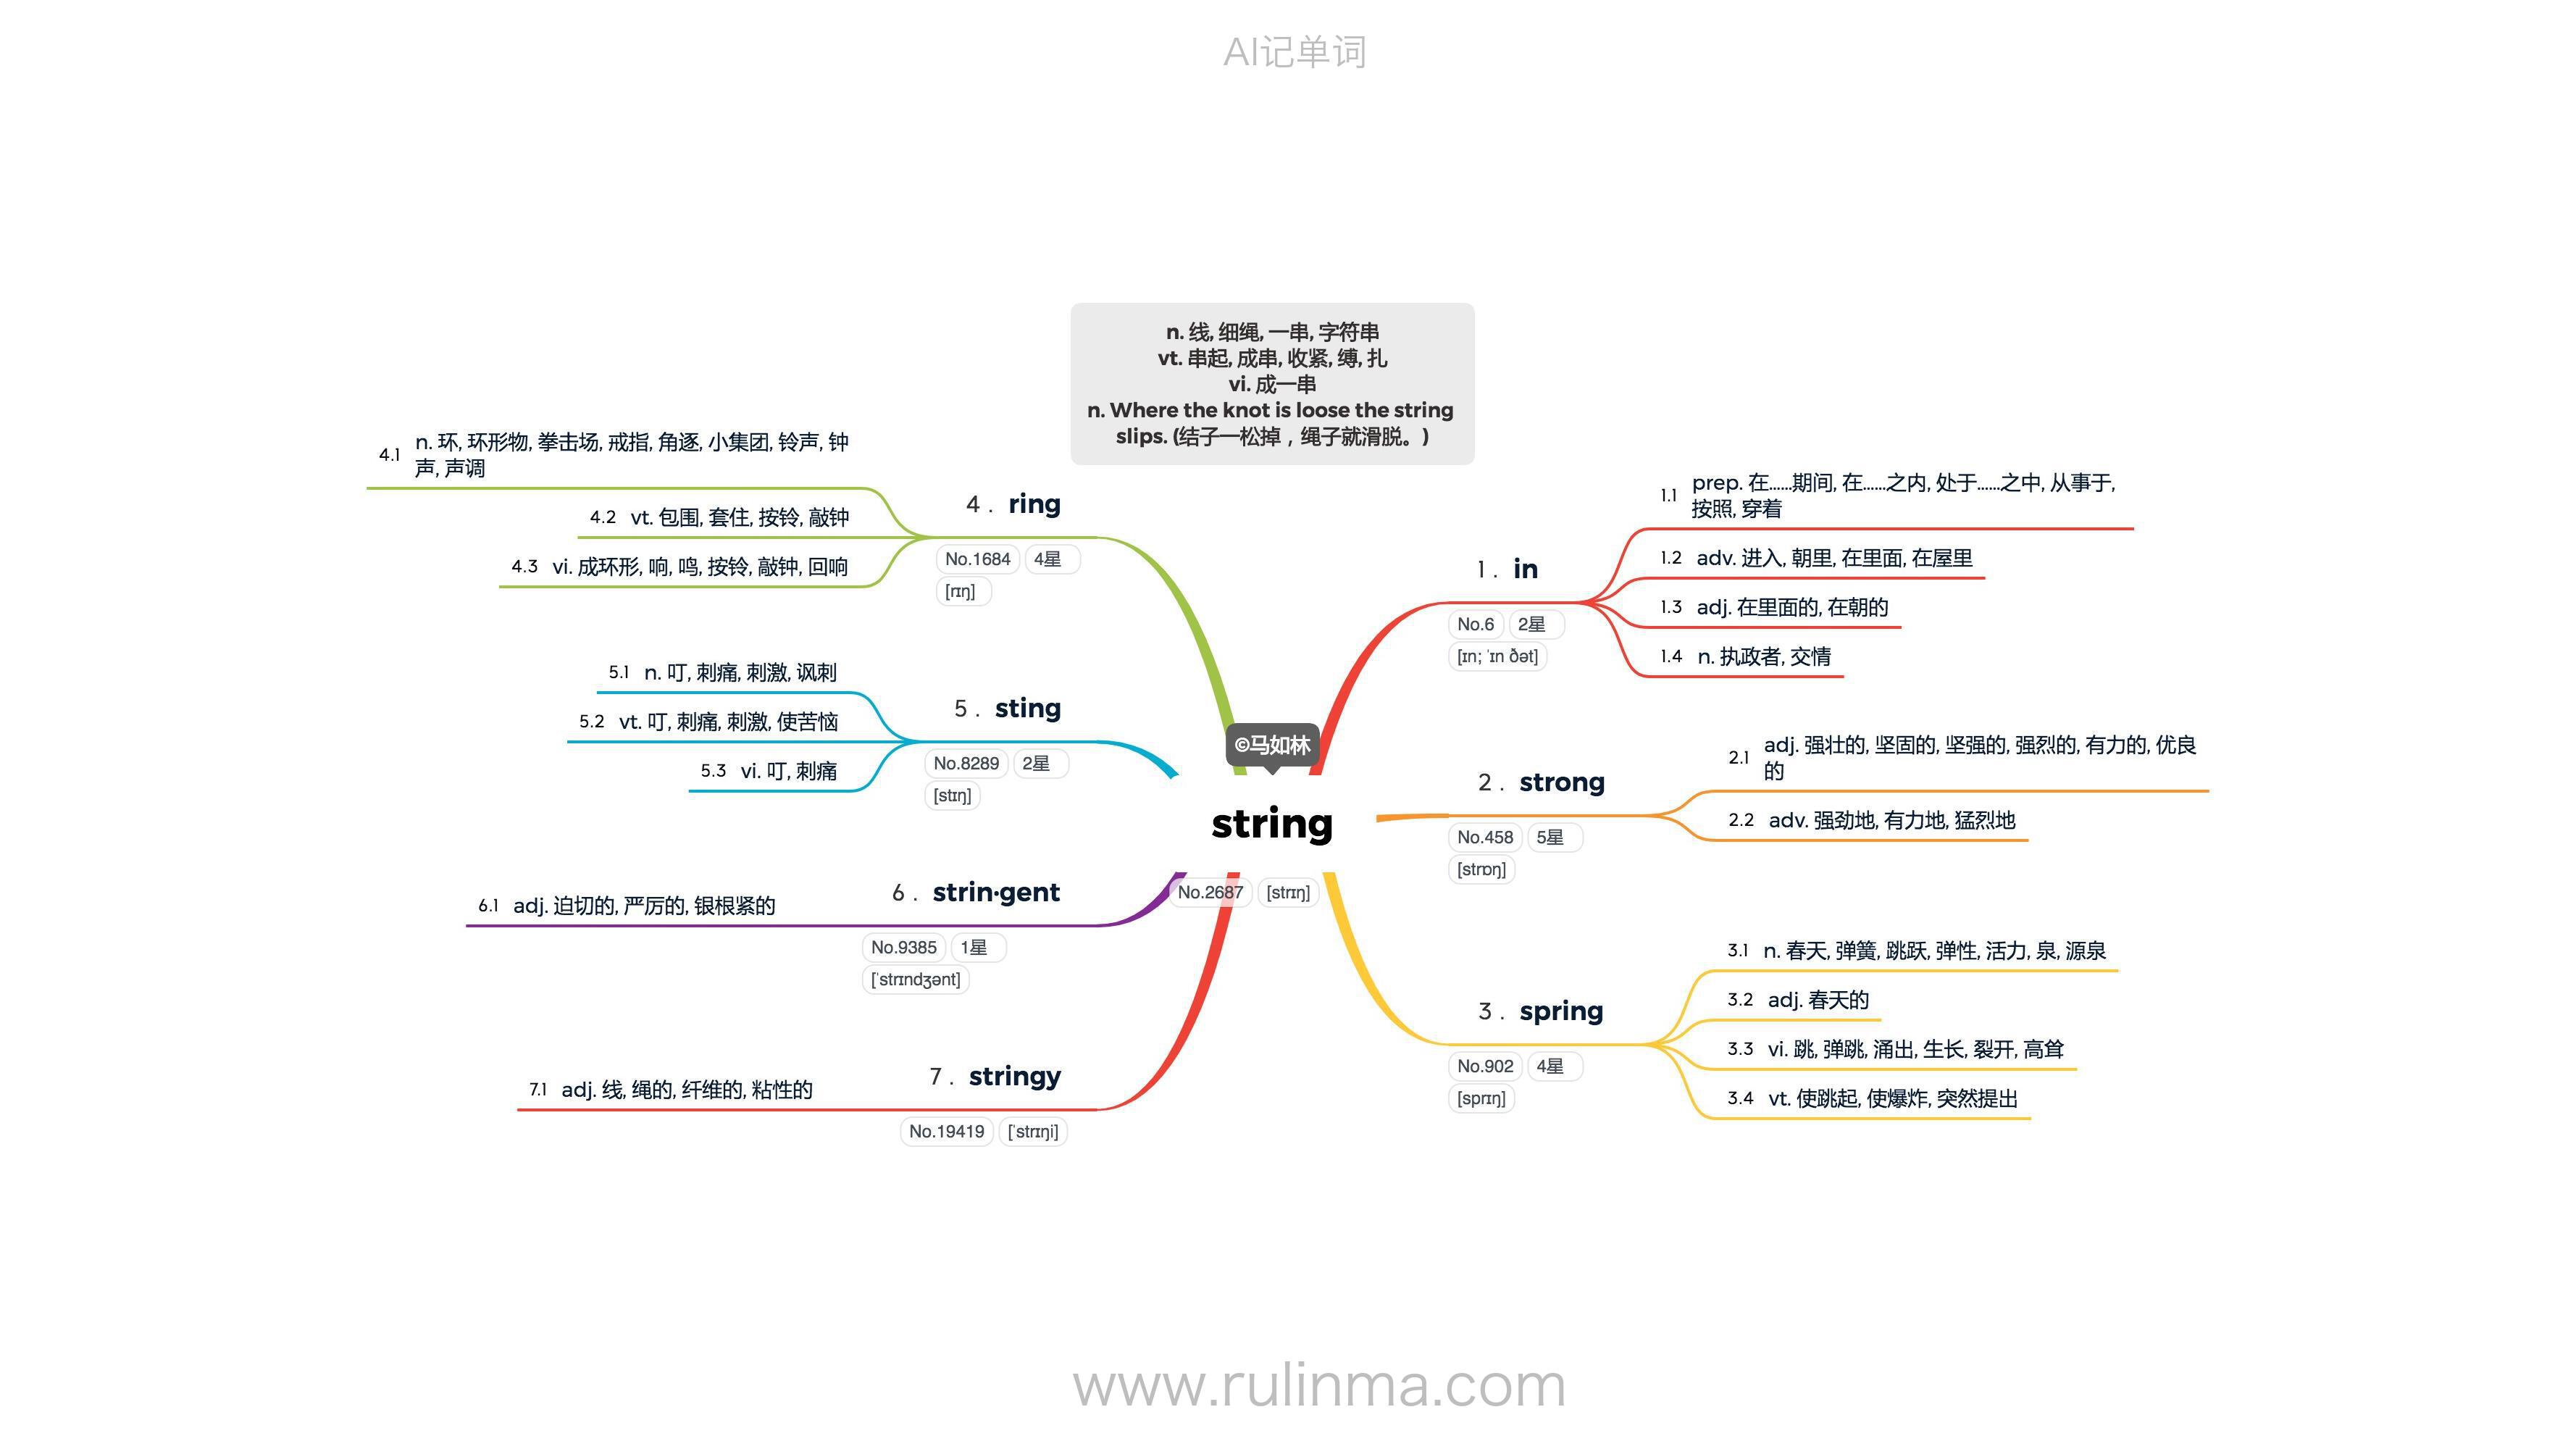 AI记单词
n. 线, 细绳, 一串, 字符串
vt. 串起, 成串, 收紧, 缚, 扎
vi. 成一串
n. Where the knot is loose the string
slips. (结子一松掉，绳子就滑脱。)
©马如林
string
No.2687 [strɪŋ]
1 . in
No.6 2星
[ɪn; ˈɪn ðət]
1.1 prep. 在……期间, 在……之内, 处于……之中, 从事于,
按照, 穿着
1.2 adv. 进入, 朝里, 在里面, 在屋里
1.3 adj. 在里面的, 在朝的
1.4 n. 执政者, 交情
2 . strong
No.458 5星
[strɒŋ]
2.1 adj. 强壮的, 坚固的, 坚强的, 强烈的, 有力的, 优良
的
2.2 adv. 强劲地, 有力地, 猛烈地
3 . spring
No.902 4星
[sprɪŋ]
3.1 n. 春天, 弹簧, 跳跃, 弹性, 活力, 泉, 源泉
3.2 adj. 春天的
3.3 vi. 跳, 弹跳, 涌出, 生长, 裂开, 高耸
3.4 vt. 使跳起, 使爆炸, 突然提出
4 . ring
No.1684 4星
[rɪŋ]
4.1 n. 环, 环形物, 拳击场, 戒指, 角逐, 小集团, 铃声, 钟
声, 声调
4.2 vt. 包围, 套住, 按铃, 敲钟
4.3 vi. 成环形, 响, 鸣, 按铃, 敲钟, 回响
5 . sting
No.8289 2星
[stɪŋ]
5.1 n. 叮, 刺痛, 刺激, 讽刺
5.2 vt. 叮, 刺痛, 刺激, 使苦恼
5.3 vi. 叮, 刺痛
6 . strin·gent
No.9385 1星
[ˈstrɪndʒənt]
6.1 adj. 迫切的, 严厉的, 银根紧的
7 . stringy
No.19419 [ˈstrɪŋi]
7.1 adj. 线, 绳的, 纤维的, 粘性的
www.rulinma.com